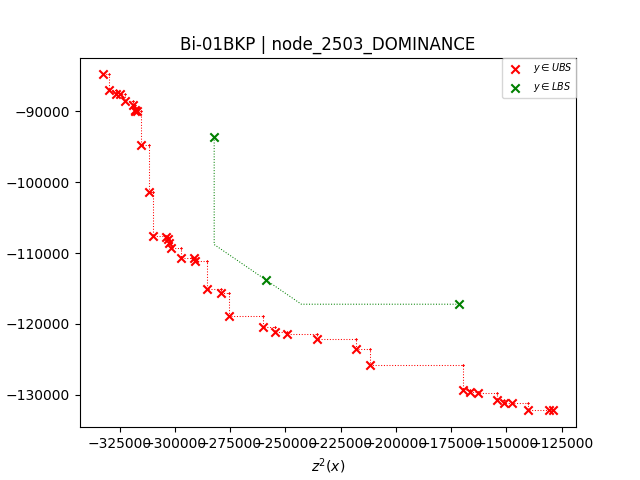 Bi-01BKP | node_2503_DOMINANCE
y ∈ UBS
y ∈ LBS
−90000
−100000
−110000
−120000
−130000
−325000 −300000 −275000 −250000 −225000 −200000 −175000 −150000 −125000
z²(x)